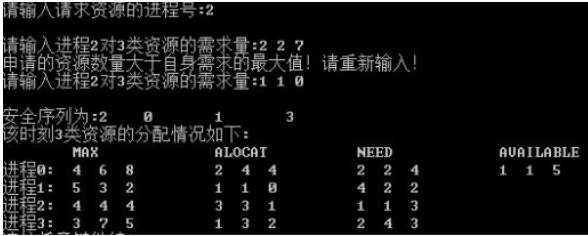 请输入请求资源的进程号:2
请输入进程2对3类资源的需求量:2 2 7
申请的资源数量大于自身需求的最大值! 请重新输入!
请输入进程2对3类资源的需求量:1 1 0
安全序列为:2 0 1 3
该时刻3类资源的分配情况如下:
MAX ALOCAT NEED AVAILABLE
进程0: 4 6 8 2 4 4 2 2 4 1 1 5
进程1: 5 3 2 1 1 0 4 2 2
进程2: 4 4 4 3 3 1 1 1 3
进程3: 3 7 5 1 3 2 2 4 3